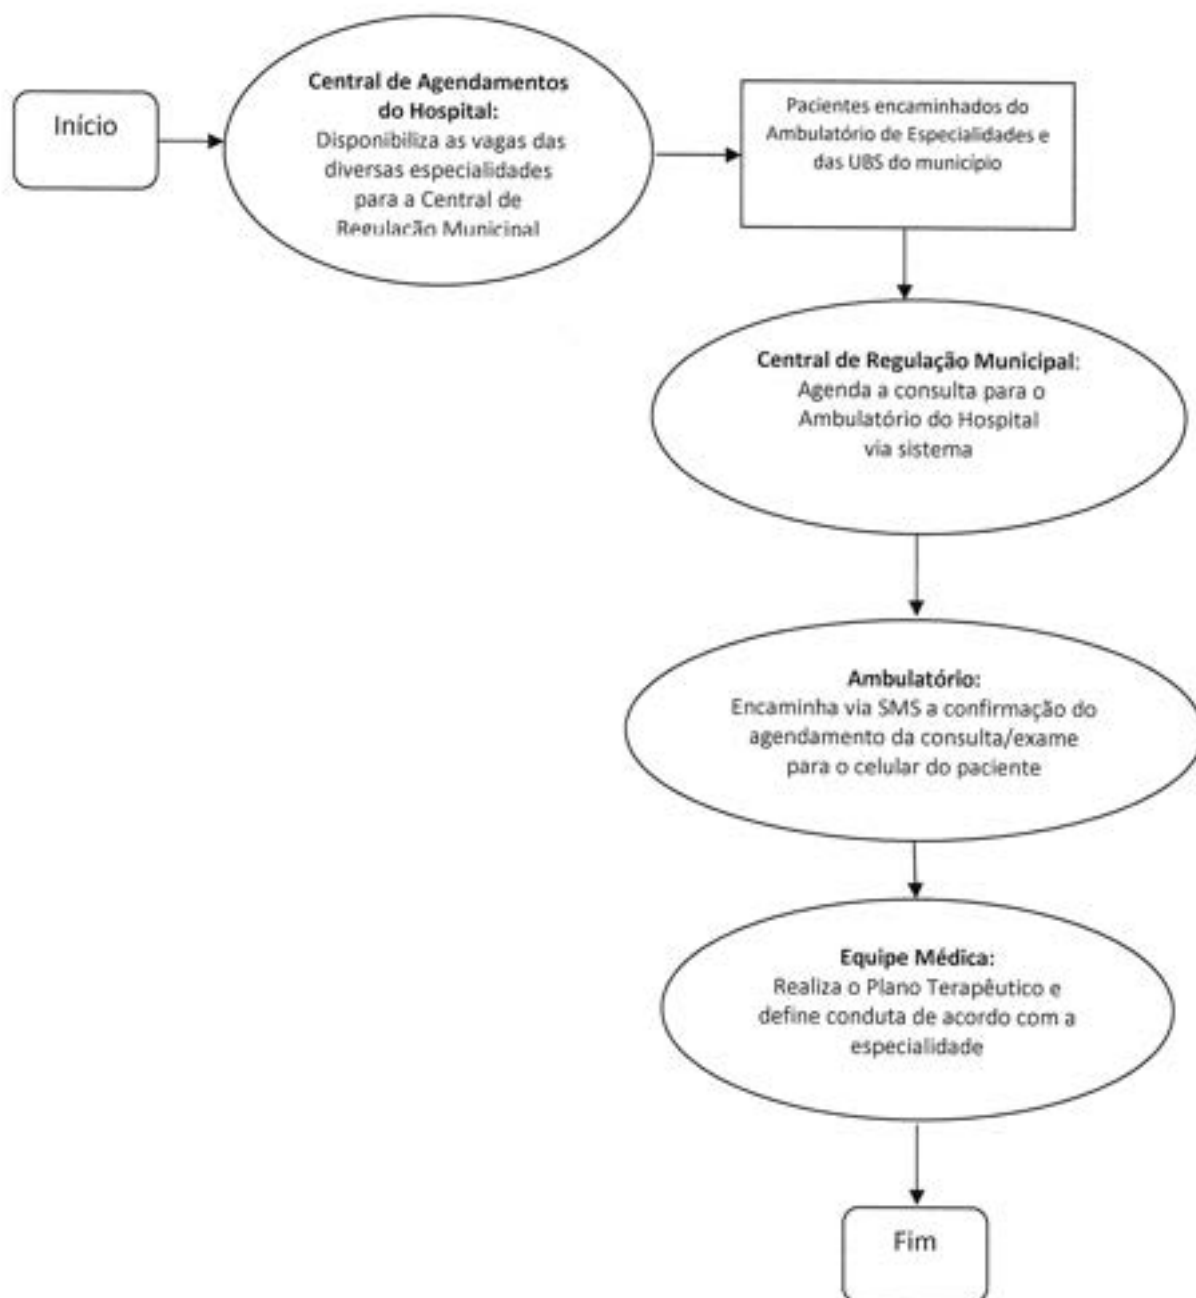 Início
Central de Agendamentos
do Hospital:
Disponibiliza as vagas das
diversas especialidades
para a Central de
Regulação Municipal
Pacientes encaminhados do
Ambulatório de Especialidades e
das UBS do município
Central de Regulação Municipal:
Agenda a consulta para o
Ambulatório do Hospital
via sistema
Ambulatório:
Encaminha via SMS a confirmação do
agendamento da consulta/exame
para o celular do paciente
Equipe Médica:
Realiza o Plano Terapêutico e
define conduta de acordo com a
especialidade
Fim